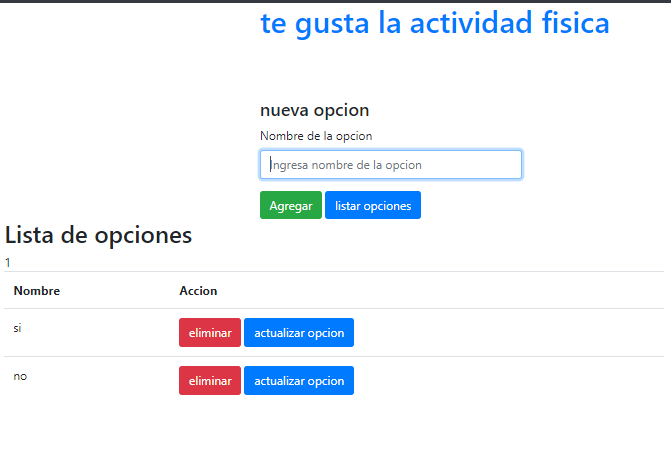 te gusta la actividad fisica
nueva opcion
Nombre de la opcion
Ingresa nombre de la opcion
Agregar listar opciones
Lista de opciones
1
Nombre Accion
si eliminar actualizar opcion
no eliminar actualizar opcion